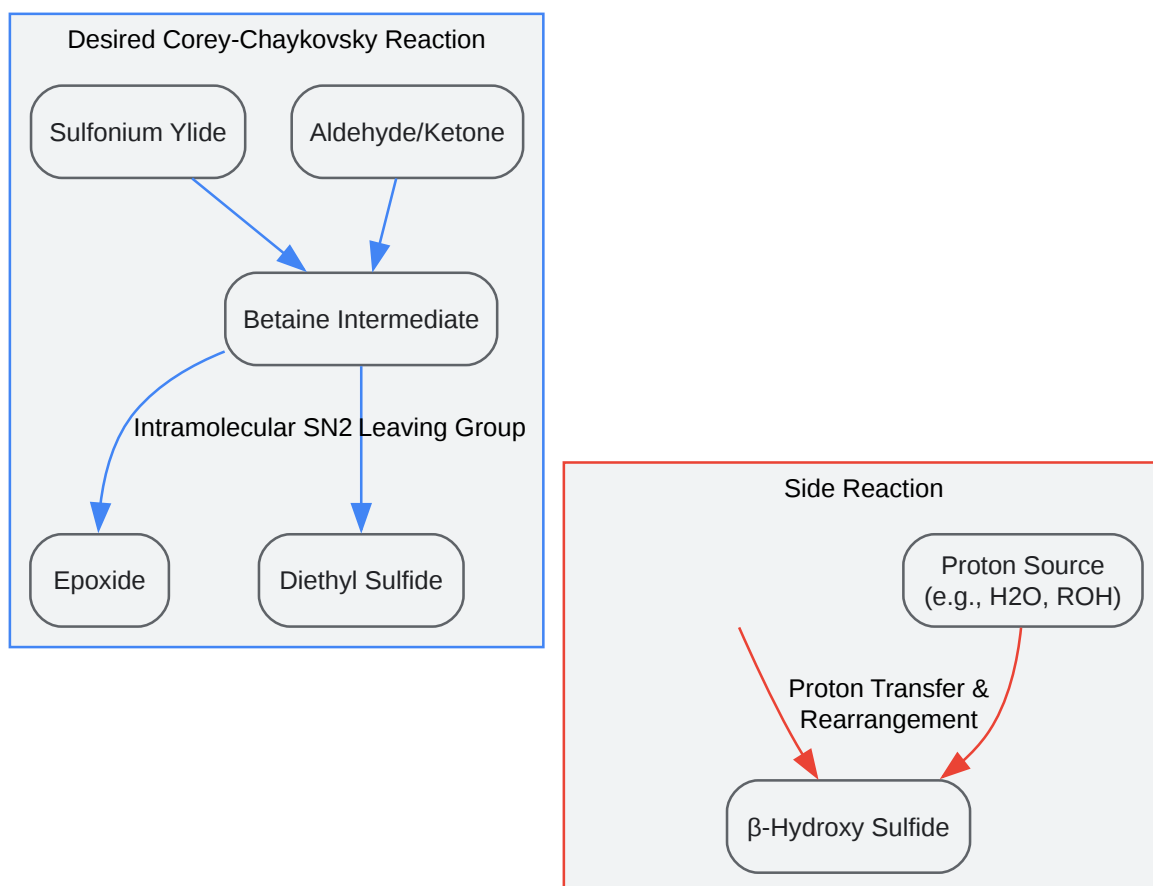 Desired Corey-Chaykovsky Reaction
Sulfonium Ylide
Aldehyde/Ketone
Betaine Intermediate
Intramolecular SN2
Leaving Group
Epoxide
Diethyl Sulfide
Side Reaction
Proton Source
(e.g., H2O, ROH)
Proton Transfer &
Rearrangement
β-Hydroxy Sulfide